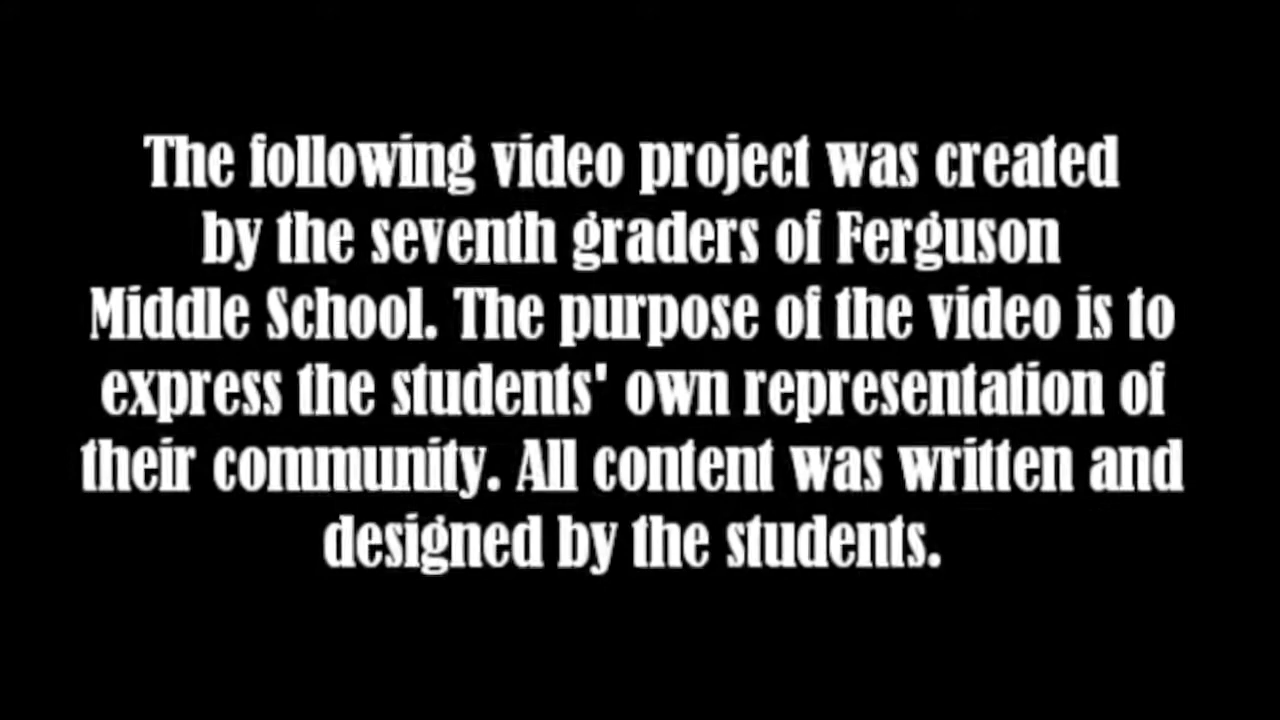 The following video project was created
by the seventh graders of Ferguson
Middle School. The purpose of the video is to
express the students' own representation of
their community. All content was written and
designed by the students.